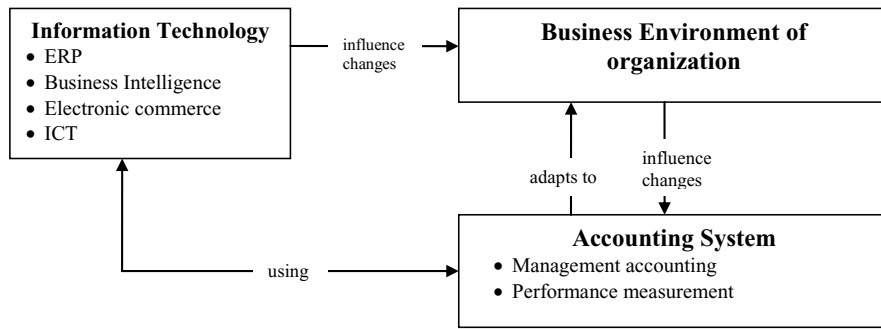 Information Technology
• ERP
• Business Intelligence
• Electronic commerce
• ICT
influence
changes
Business Environment of
organization
adapts to
influence
changes
using
Accounting System
• Management accounting
• Performance measurement